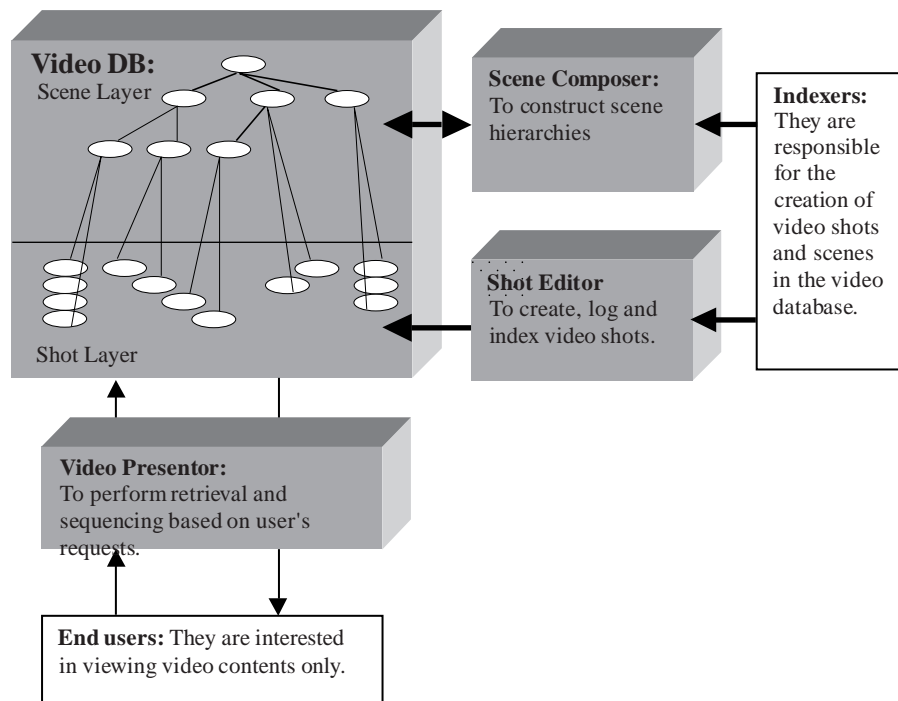 Video DB:
Scene Layer
Shot Layer
Scene Composer:
To construct scene
hierarchies
Shot Editor
To create, log and
index video shots.
Indexers:
They are
responsible
for the
creation of
video shots
and scenes
in the video
database.
Video Presentor:
To perform retrieval and
sequencing based on user's
requests.
End users: They are interested
in viewing video contents only.